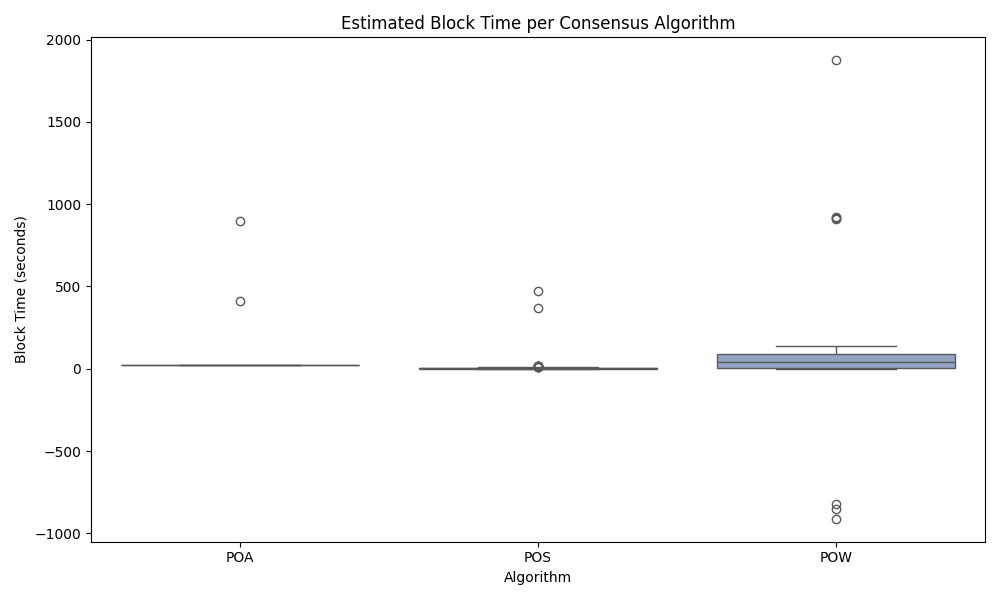 Estimated Block Time per Consensus Algorithm
Block Time (seconds)
2000
1500
1000
500
0
−500
−1000
POA POS POW
Algorithm